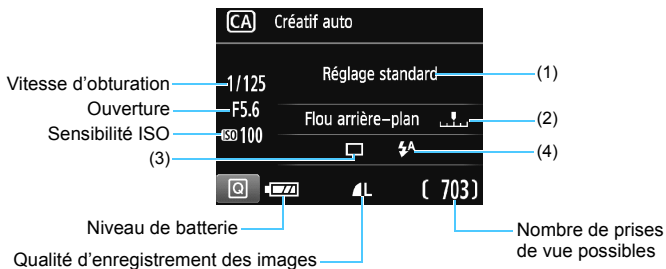 CA Créatif auto
Réglage standard (1)
Vitesse d'obturation 1/125
Ouverture F5.6
Flou arrière-plan (2)
Sensibilité ISO ISO 100
(3) (4)
A
Q L ( 703)
Niveau de batterie
Nombre de prises
de vue possibles
Qualité d'enregistrement des images